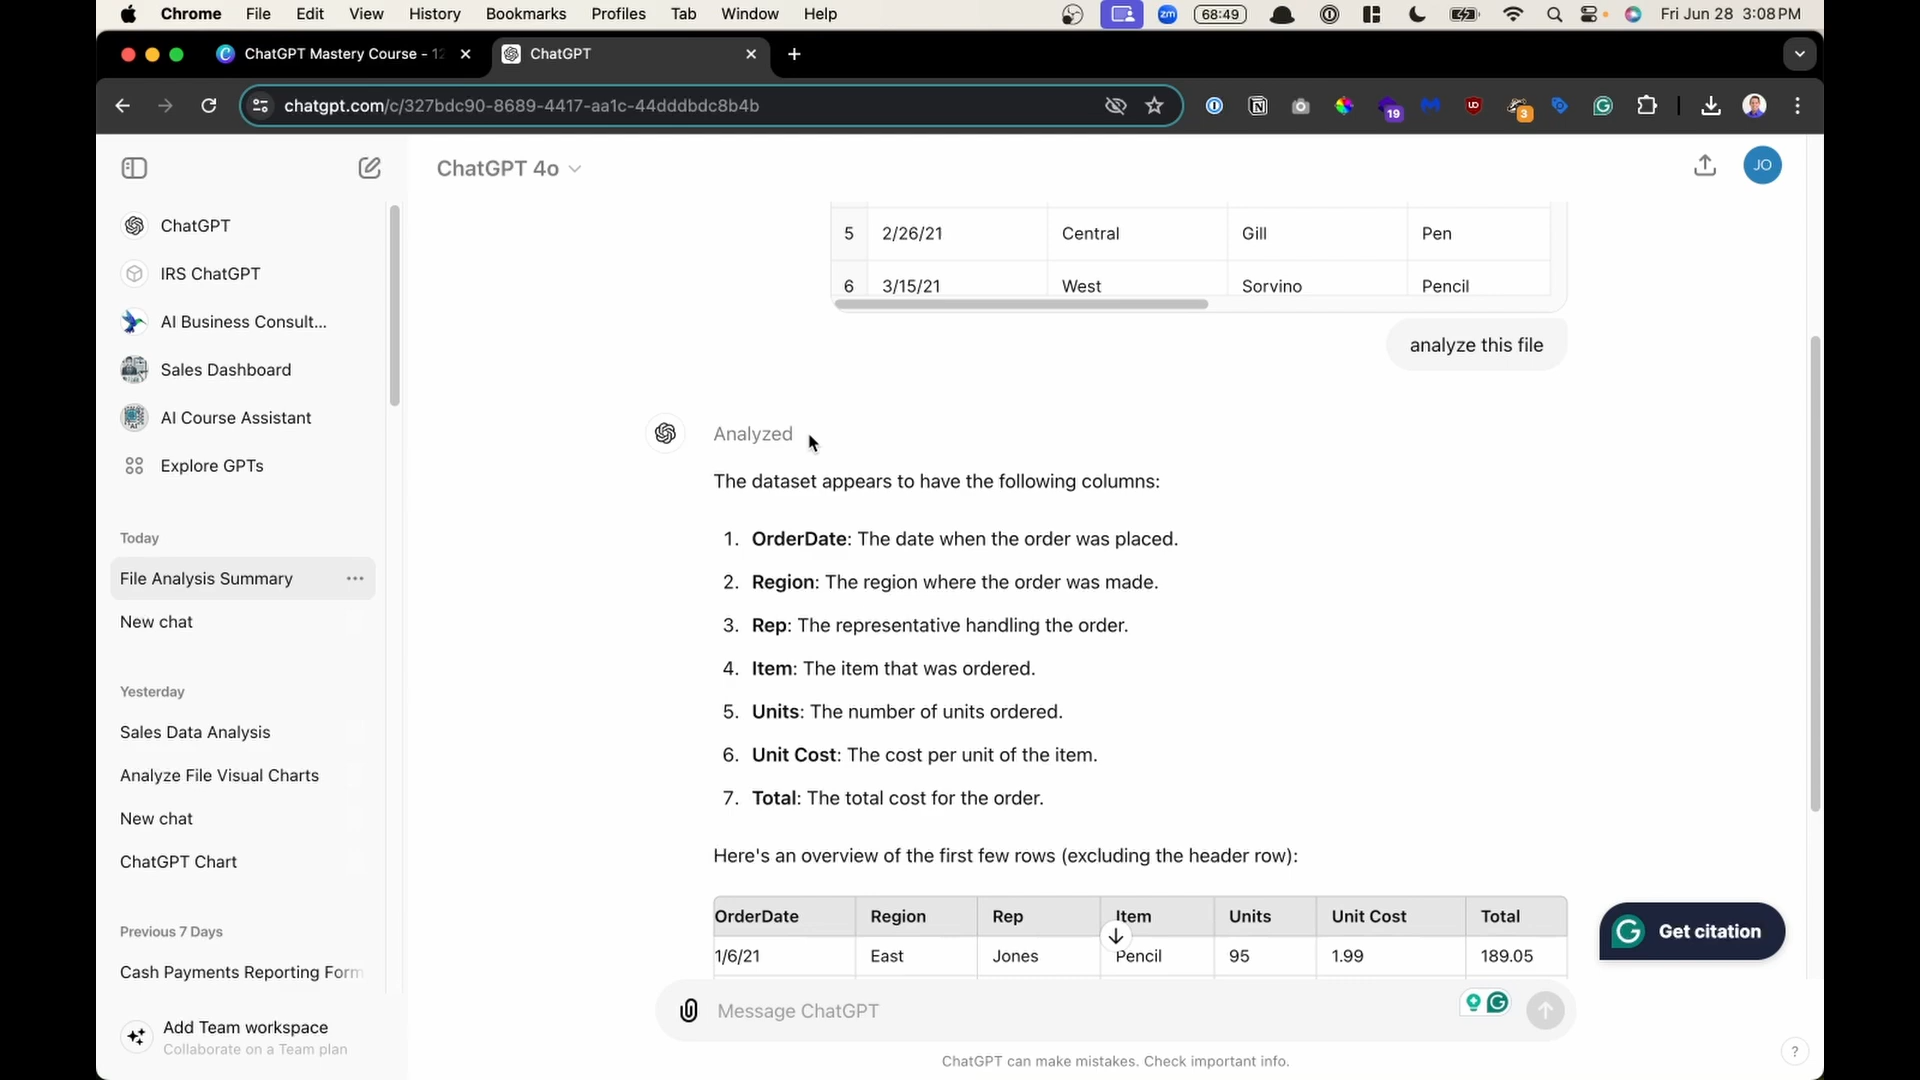 Chrome File Edit View History Bookmarks Profiles Tab Window Help zm 68:49 Fri Jun 28 3:08 PM
ChatGPT Mastery Course - 12 ChatGPT
chatgpt.com/c/327bdc90-8689-4417-aa1c-44dddbdc8b4b 19 UD 3
ChatGPT 4o JO
ChatGPT
IRS ChatGPT
AI Business Consult...
Sales Dashboard
AI Course Assistant
Explore GPTs
Today
File Analysis Summary
New chat
Yesterday
Sales Data Analysis
Analyze File Visual Charts
New chat
ChatGPT Chart
Previous 7 Days
Cash Payments Reporting Form
Add Team workspace
Collaborate on a Team plan
5 2/26/21 Central Gill Pen
6 3/15/21 West Sorvino Pencil
analyze this file
Analyzed
The dataset appears to have the following columns:
1. OrderDate: The date when the order was placed.
2. Region: The region where the order was made.
3. Rep: The representative handling the order.
4. Item: The item that was ordered.
5. Units: The number of units ordered.
6. Unit Cost: The cost per unit of the item.
7. Total: The total cost for the order.
Here's an overview of the first few rows (excluding the header row):
OrderDate Region Rep Item Units Unit Cost Total
1/6/21 East Jones Pencil 95 1.99 189.05
Get citation
Message ChatGPT
ChatGPT can make mistakes. Check important info.
?